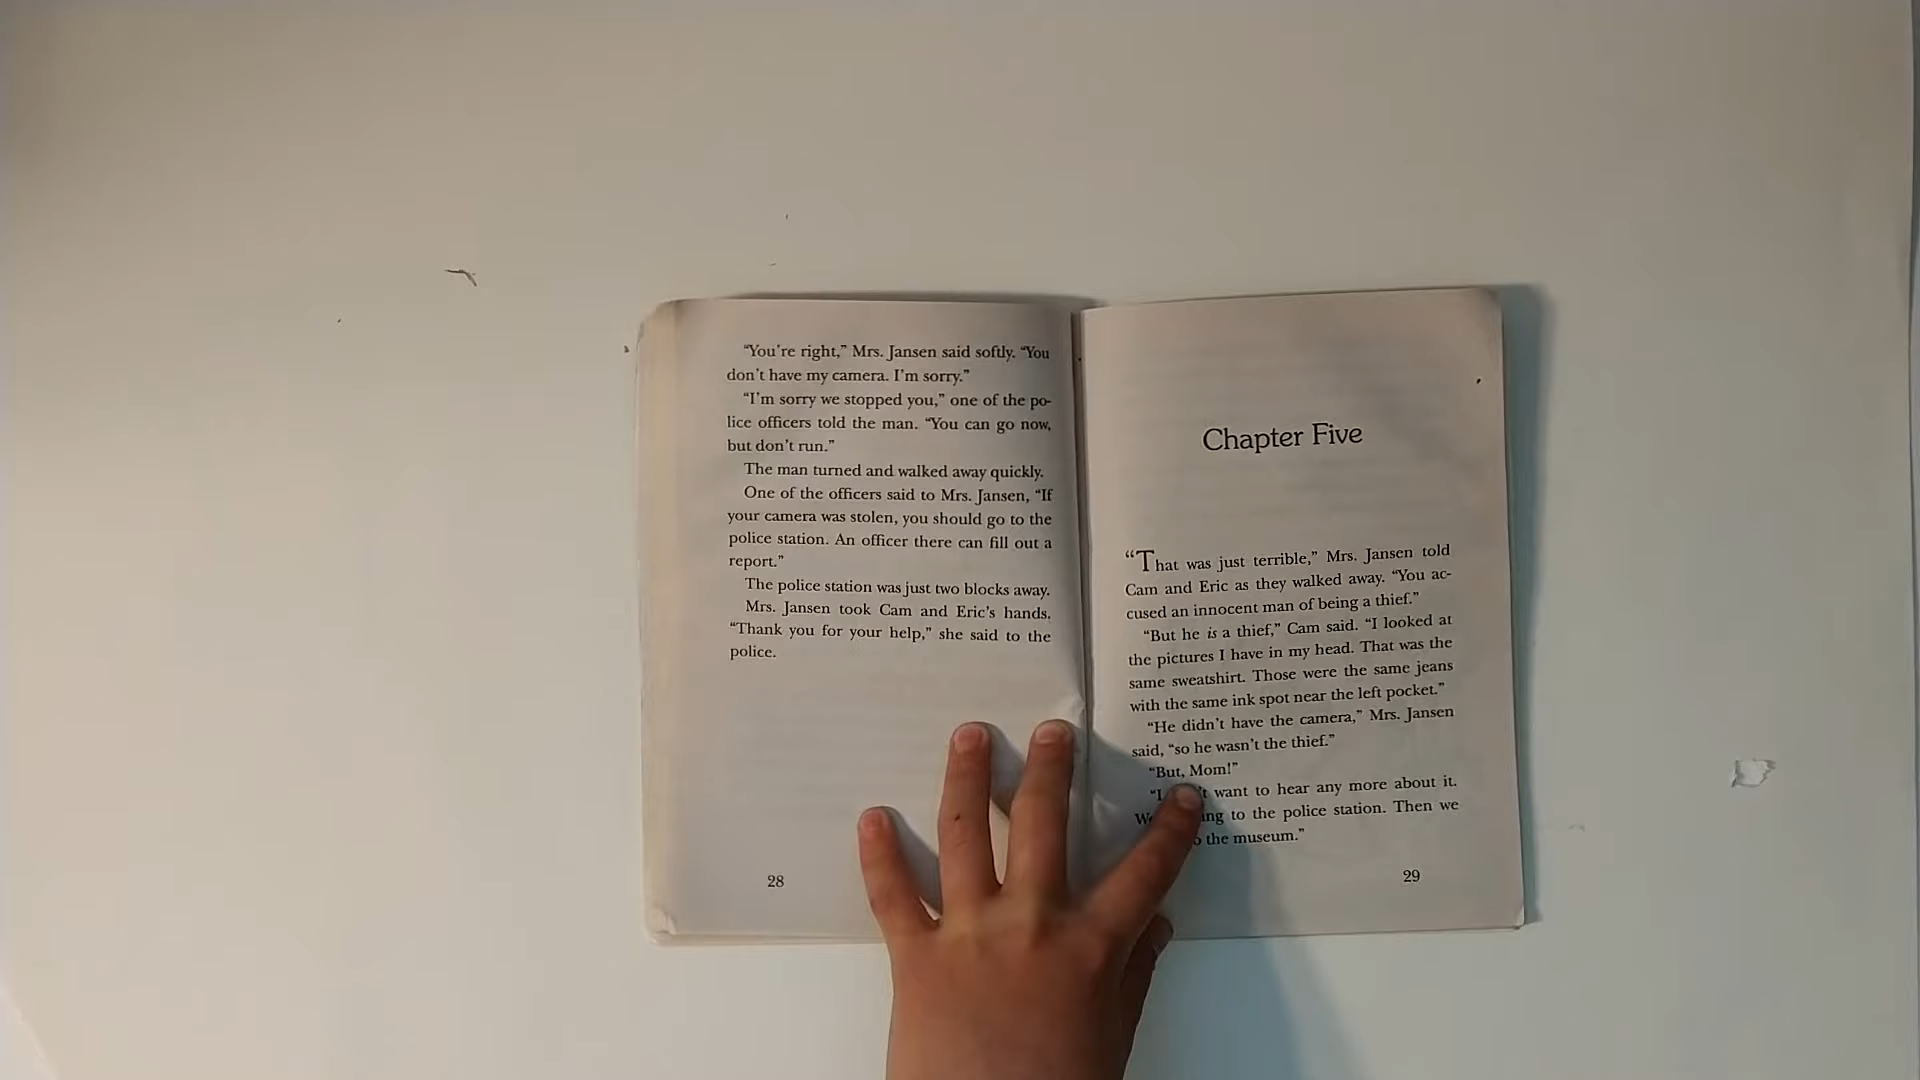 “You’re right,” Mrs. Jansen said softly. “You
don’t have my camera. I’m sorry.”
“I’m sorry we stopped you,” one of the po-
lice officers told the man. “You can go now,
but don’t run.”
The man turned and walked away quickly.
One of the officers said to Mrs. Jansen, “If
your camera was stolen, you should go to the
police station. An officer there can fill out a
report.”
The police station was just two blocks away.
Mrs. Jansen took Cam and Eric’s hands.
“Thank you for your help,” she said to the
police.
28
Chapter Five
“That was just terrible,” Mrs. Jansen told
Cam and Eric as they walked away. “You ac-
cused an innocent man of being a thief.”
“But he is a thief,” Cam said. “I looked at
the pictures I have in my head. That was the
same sweatshirt. Those were the same jeans
with the same ink spot near the left pocket.”
“He didn’t have the camera,” Mrs. Jansen
said, “so he wasn’t the thief.”
“But, Mom!”
“I want to hear any more about it.
to the police station. Then we
the museum.”
29